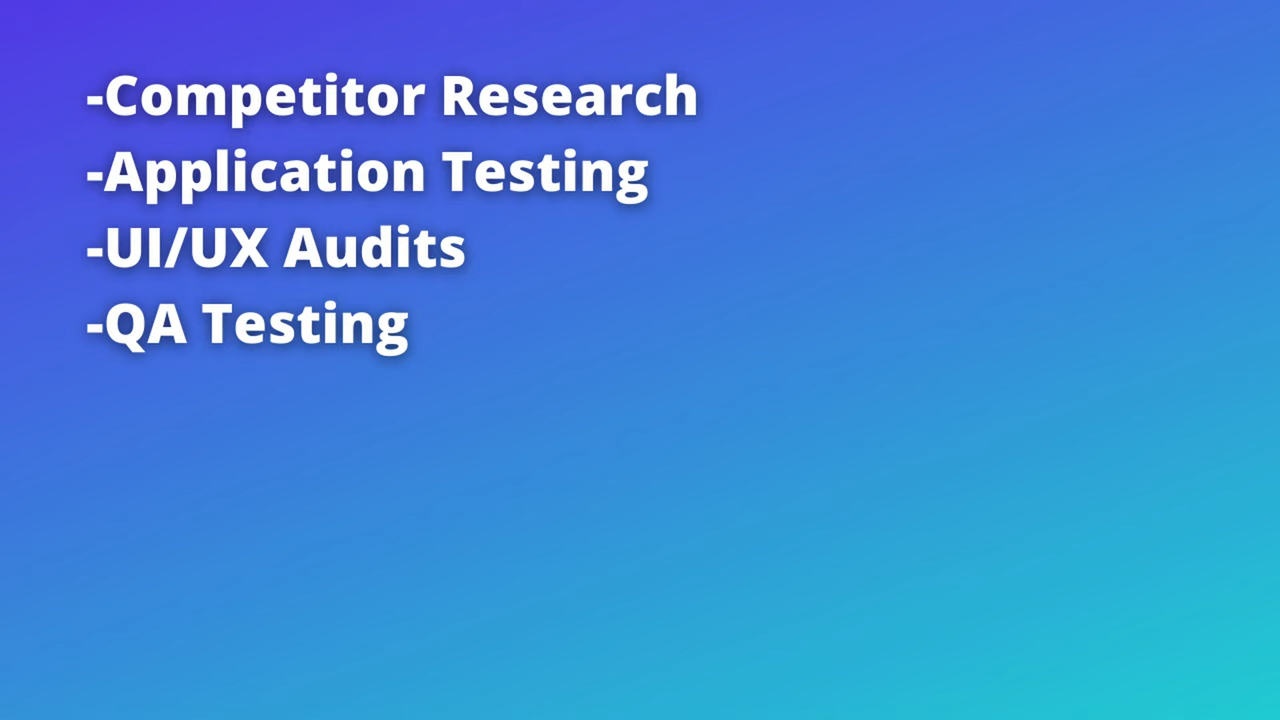 -Competitor Research
-Application Testing
-UI/UX Audits
-QA Testing